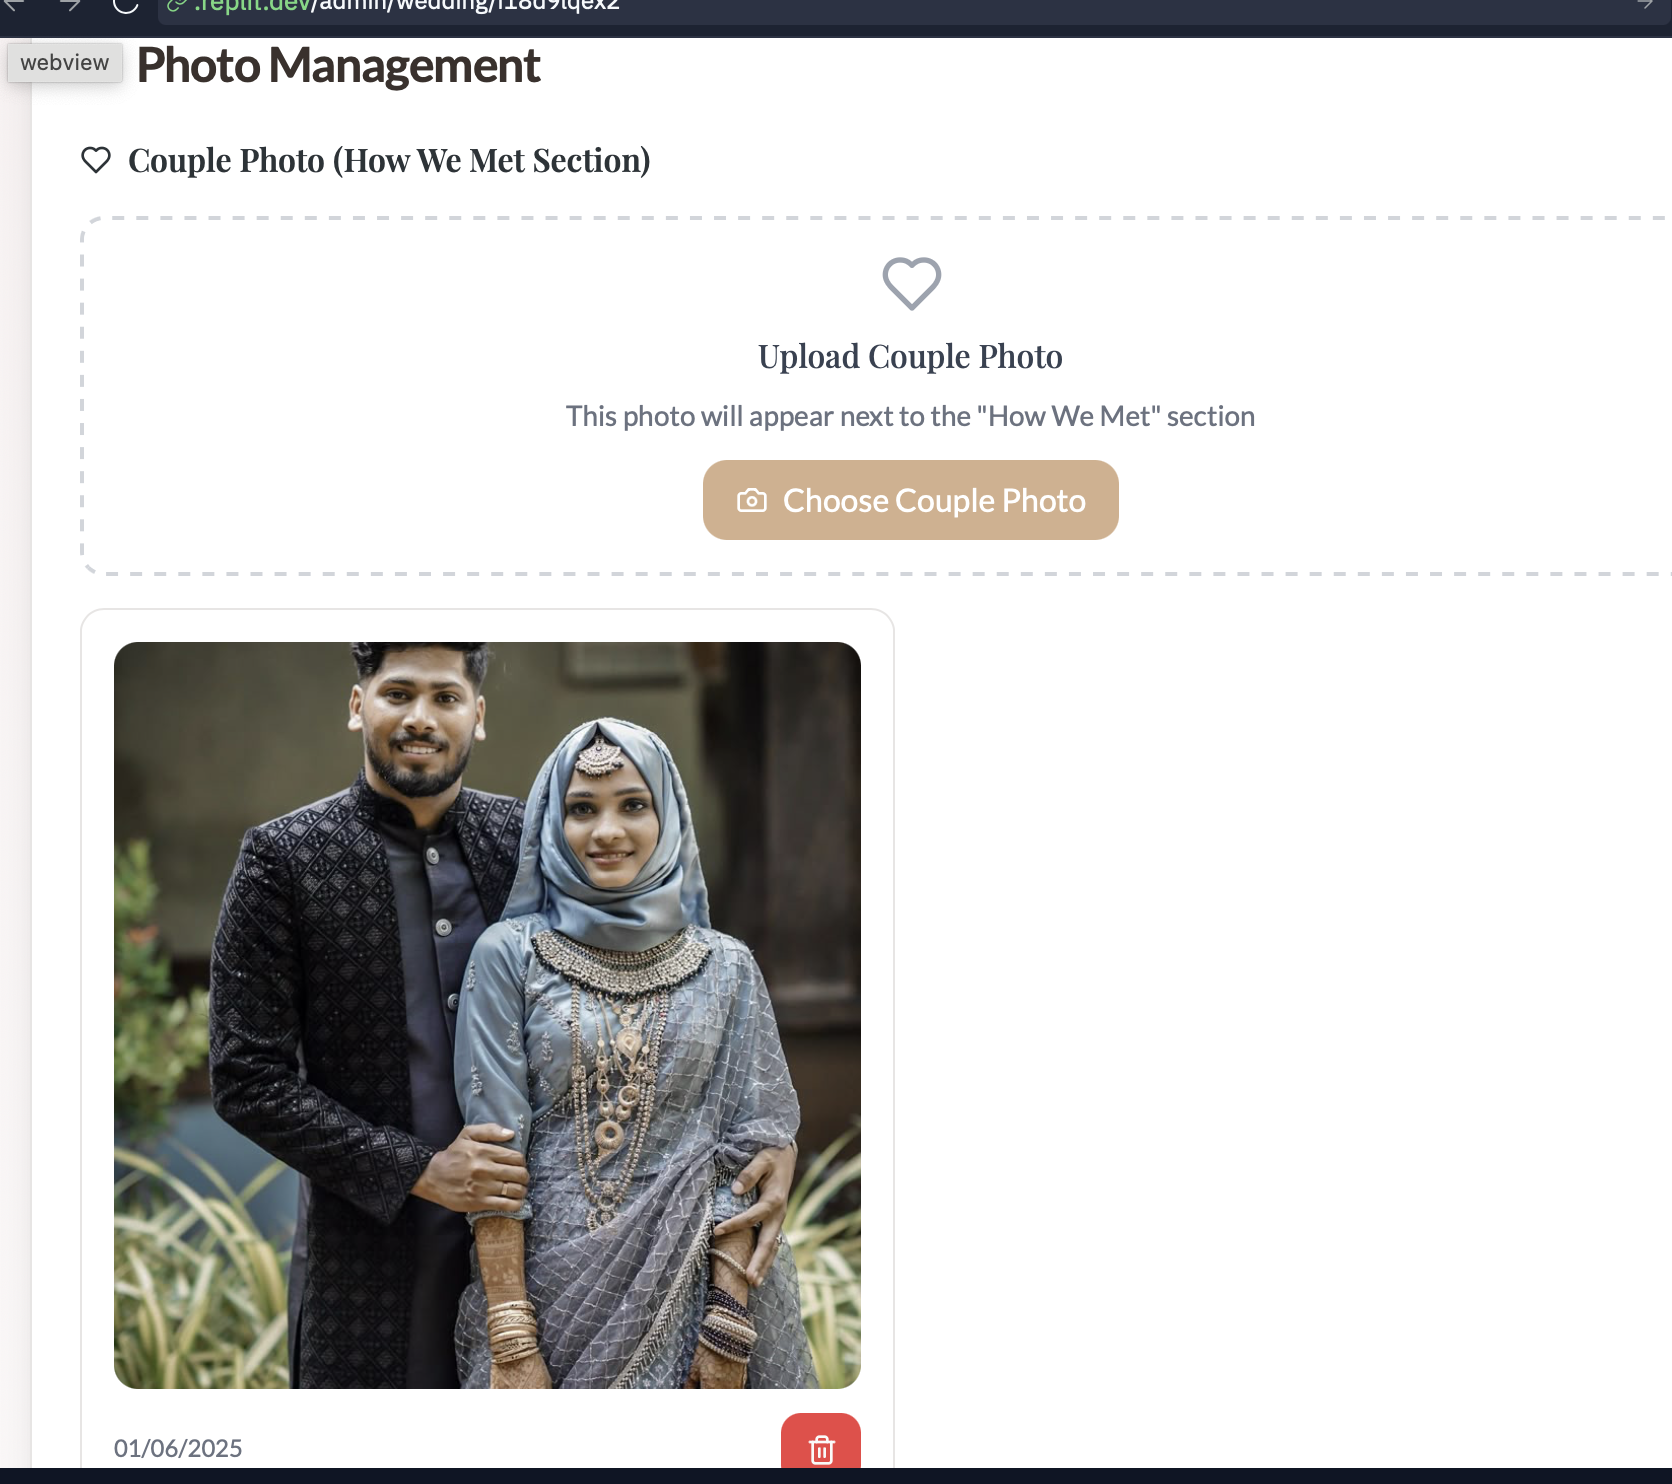 .replit.dev/admin/wedding/
webview
Photo Management
Couple Photo (How We Met Section)
Upload Couple Photo
This photo will appear next to the "How We Met" section
Choose Couple Photo
01/06/2025